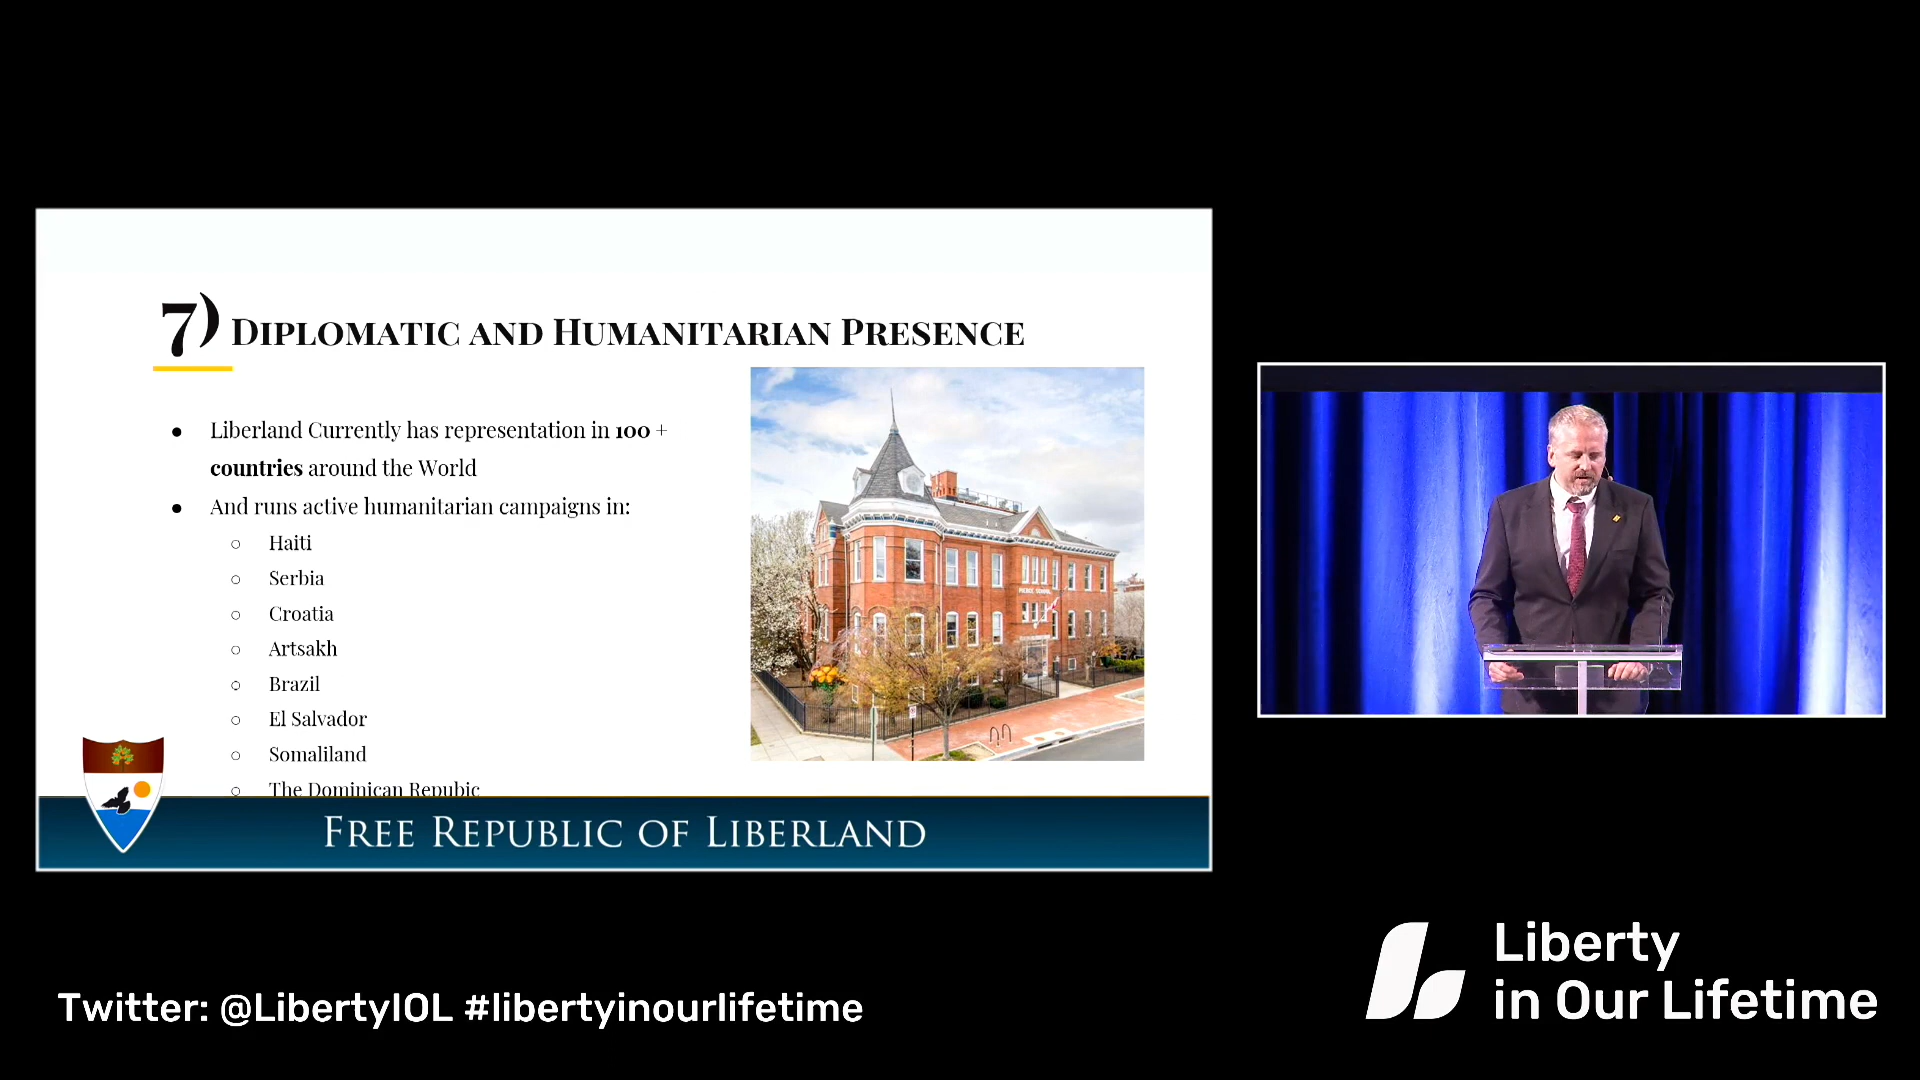 7) Diplomatic and Humanitarian Presence
● Liberland Currently has representation in 100 +
countries around the World
● And runs active humanitarian campaigns in:
○ Haiti
○ Serbia
○ Croatia
○ Artsakh
○ Brazil
○ El Salvador
○ Somaliland
○ The Dominican Repubic
Free Republic of Liberland
Twitter: @LibertyIOL #libertyinourlifetime
Liberty
in Our Lifetime